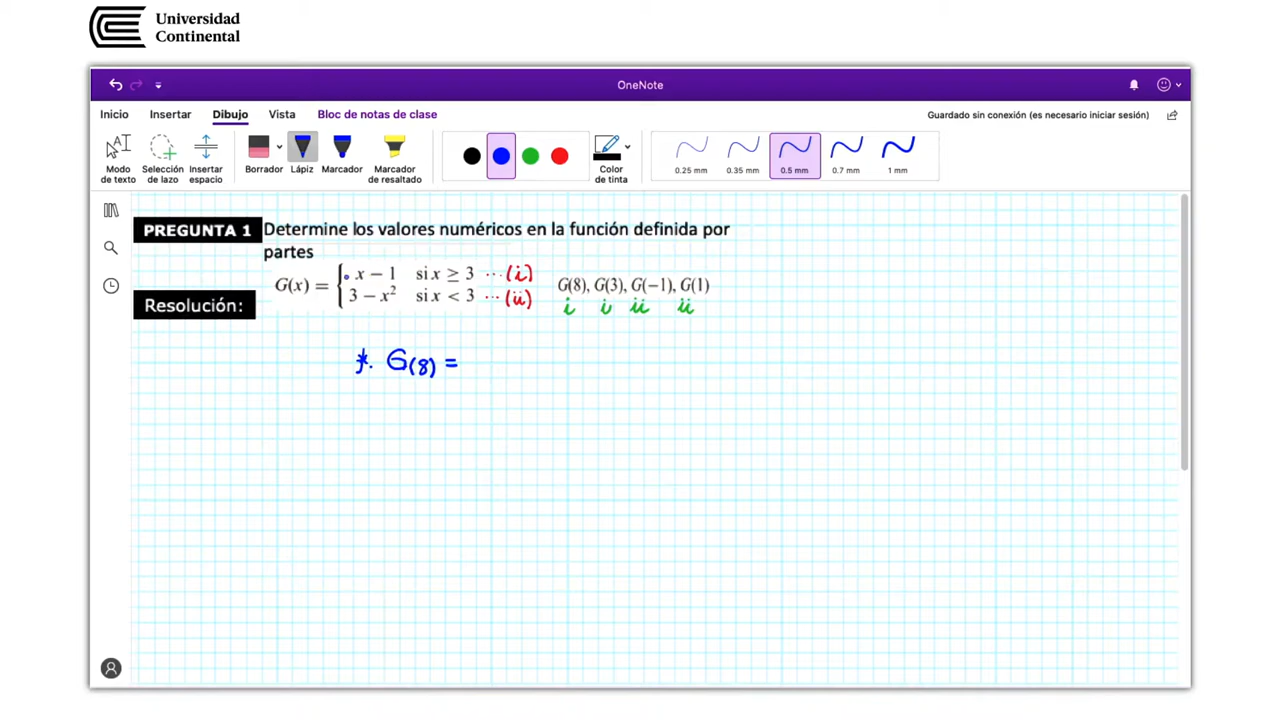 Universidad
Continental
OneNote
Inicio Insertar Dibujo Vista Bloc de notas de clase
Guardado sin conexión (es necesario iniciar sesión)
Modo de texto
Selección de lazo
Insertar espacio
Borrador
Lápiz
Marcador
Marcador de resaltado
Color de tinta
0.25 mm
0.35 mm
0.5 mm
0.7 mm
1 mm
PREGUNTA 1 Determine los valores numéricos en la función definida por
partes
G(x) = { x − 1 si x ≥ 3 ··· (i)
3 − x² si x < 3 ··· (ii)
G(8), G(3), G(−1), G(1)
i i ii ii
Resolución:
*. G(8) =